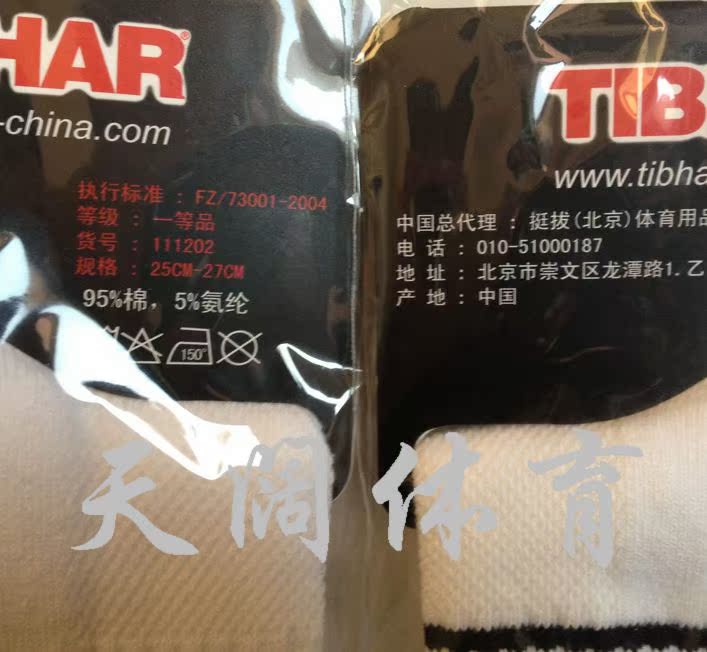 HAR®
-china.com
执行标准：FZ/73001-2004
等级：一等品
货号：111202
规格：25CM-27CM
95%棉，5%氨纶
150°
TIB
www.tibha
中国总代理：挺拔(北京)体育用品
电 话：010-51000187
地 址：北京市崇文区龙潭路1.乙
产 地：中国
天阔体育